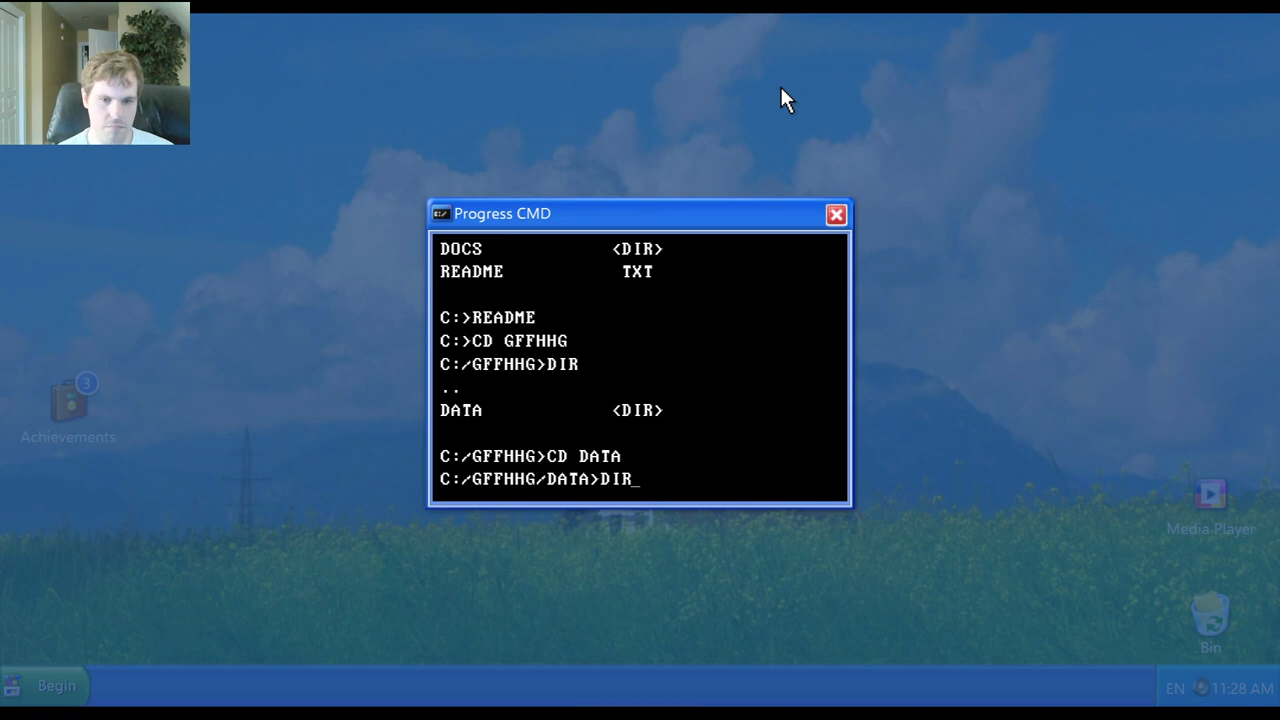 Progress CMD
DOCS <DIR>
README TXT
C:>README
C:>CD GFFHHG
C:/GFFHHG>DIR
..
DATA <DIR>
C:/GFFHHG>CD DATA
C:/GFFHHG/DATA>DIR_
3
Achievements
Media Player
Bin
Begin
EN 11:28 AM